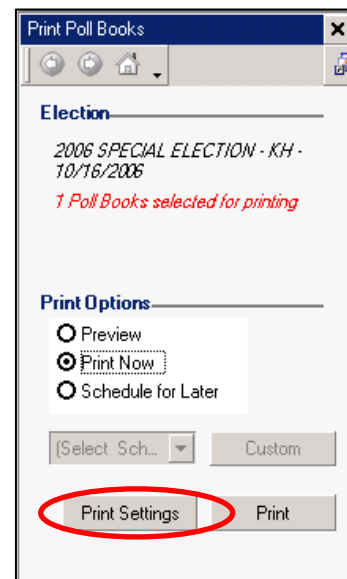 Print Poll Books
Election
2006 SPECIAL ELECTION - KH -
10/16/2006
1 Poll Books selected for printing
Print Options
Preview
Print Now
Schedule for Later
(Select Sch... Custom
Print Settings Print